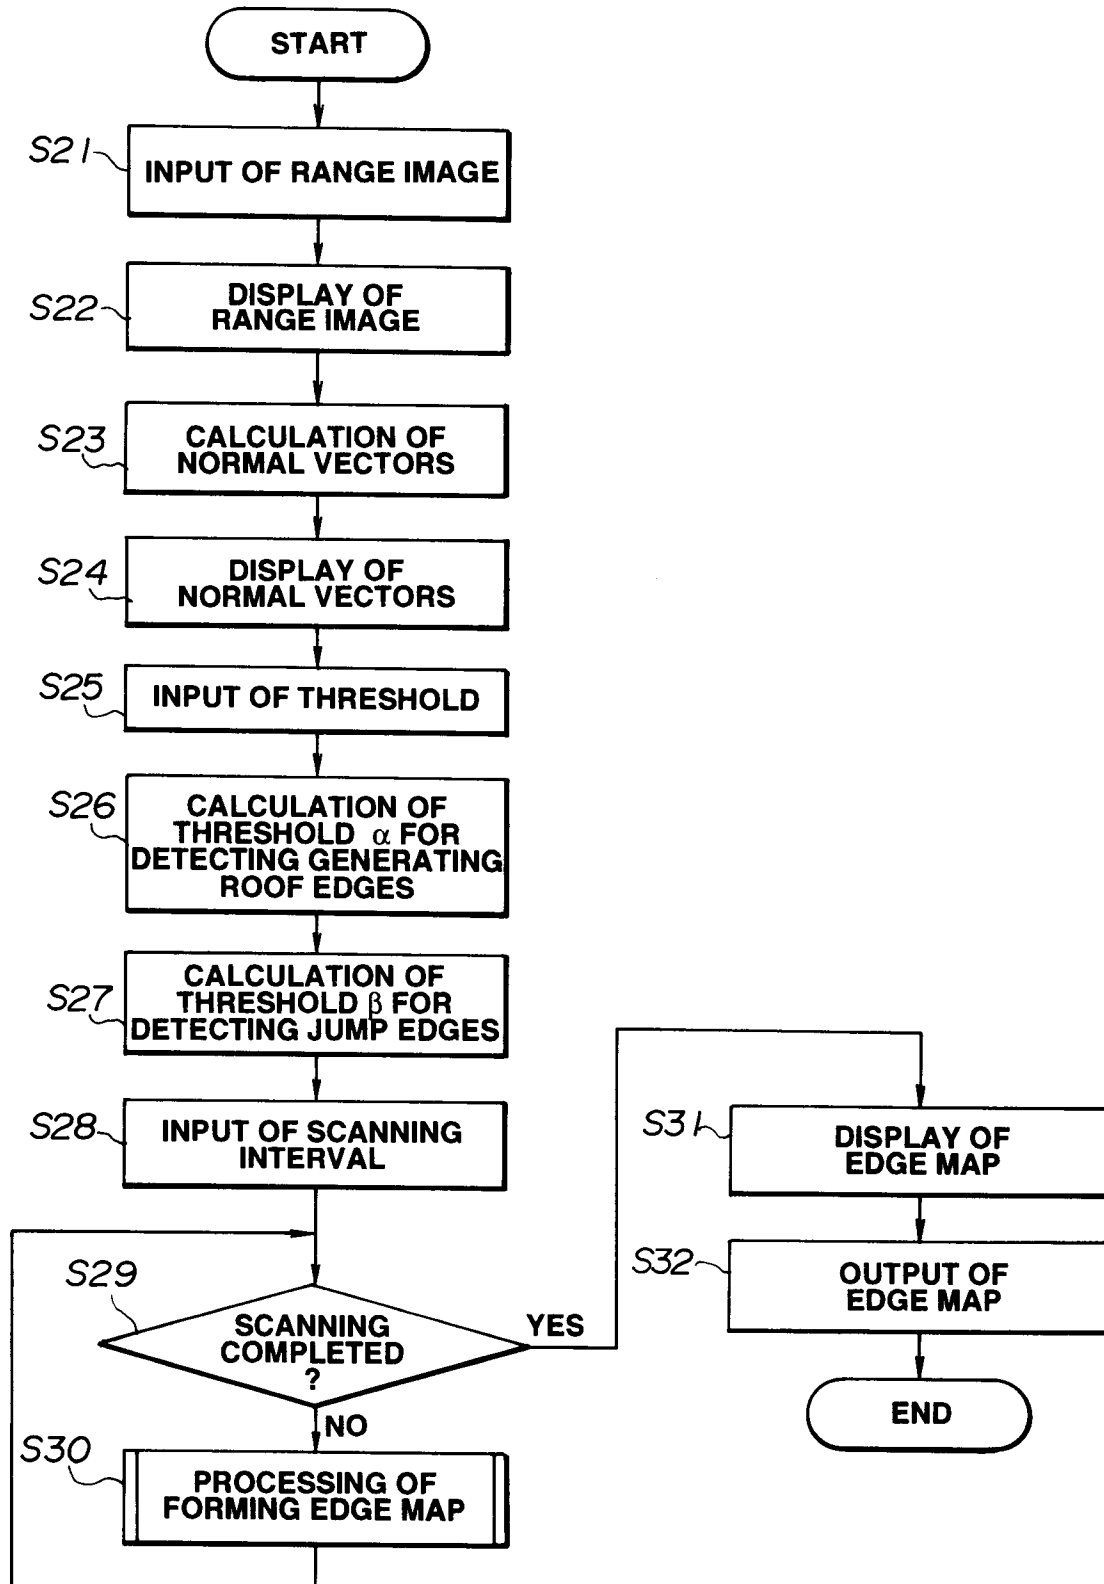 START
S21
INPUT OF RANGE IMAGE
S22
DISPLAY OF
RANGE IMAGE
S23
CALCULATION OF
NORMAL VECTORS
S24
DISPLAY OF
NORMAL VECTORS
S25
INPUT OF THRESHOLD
S26
CALCULATION OF
THRESHOLD α FOR
DETECTING GENERATING
ROOF EDGES
S27
CALCULATION OF
THRESHOLD β FOR
DETECTING JUMP EDGES
S28
INPUT OF SCANNING
INTERVAL
S29
SCANNING
COMPLETED
?
YES
NO
S30
PROCESSING OF
FORMING EDGE MAP
S31
DISPLAY OF
EDGE MAP
S32
OUTPUT OF
EDGE MAP
END